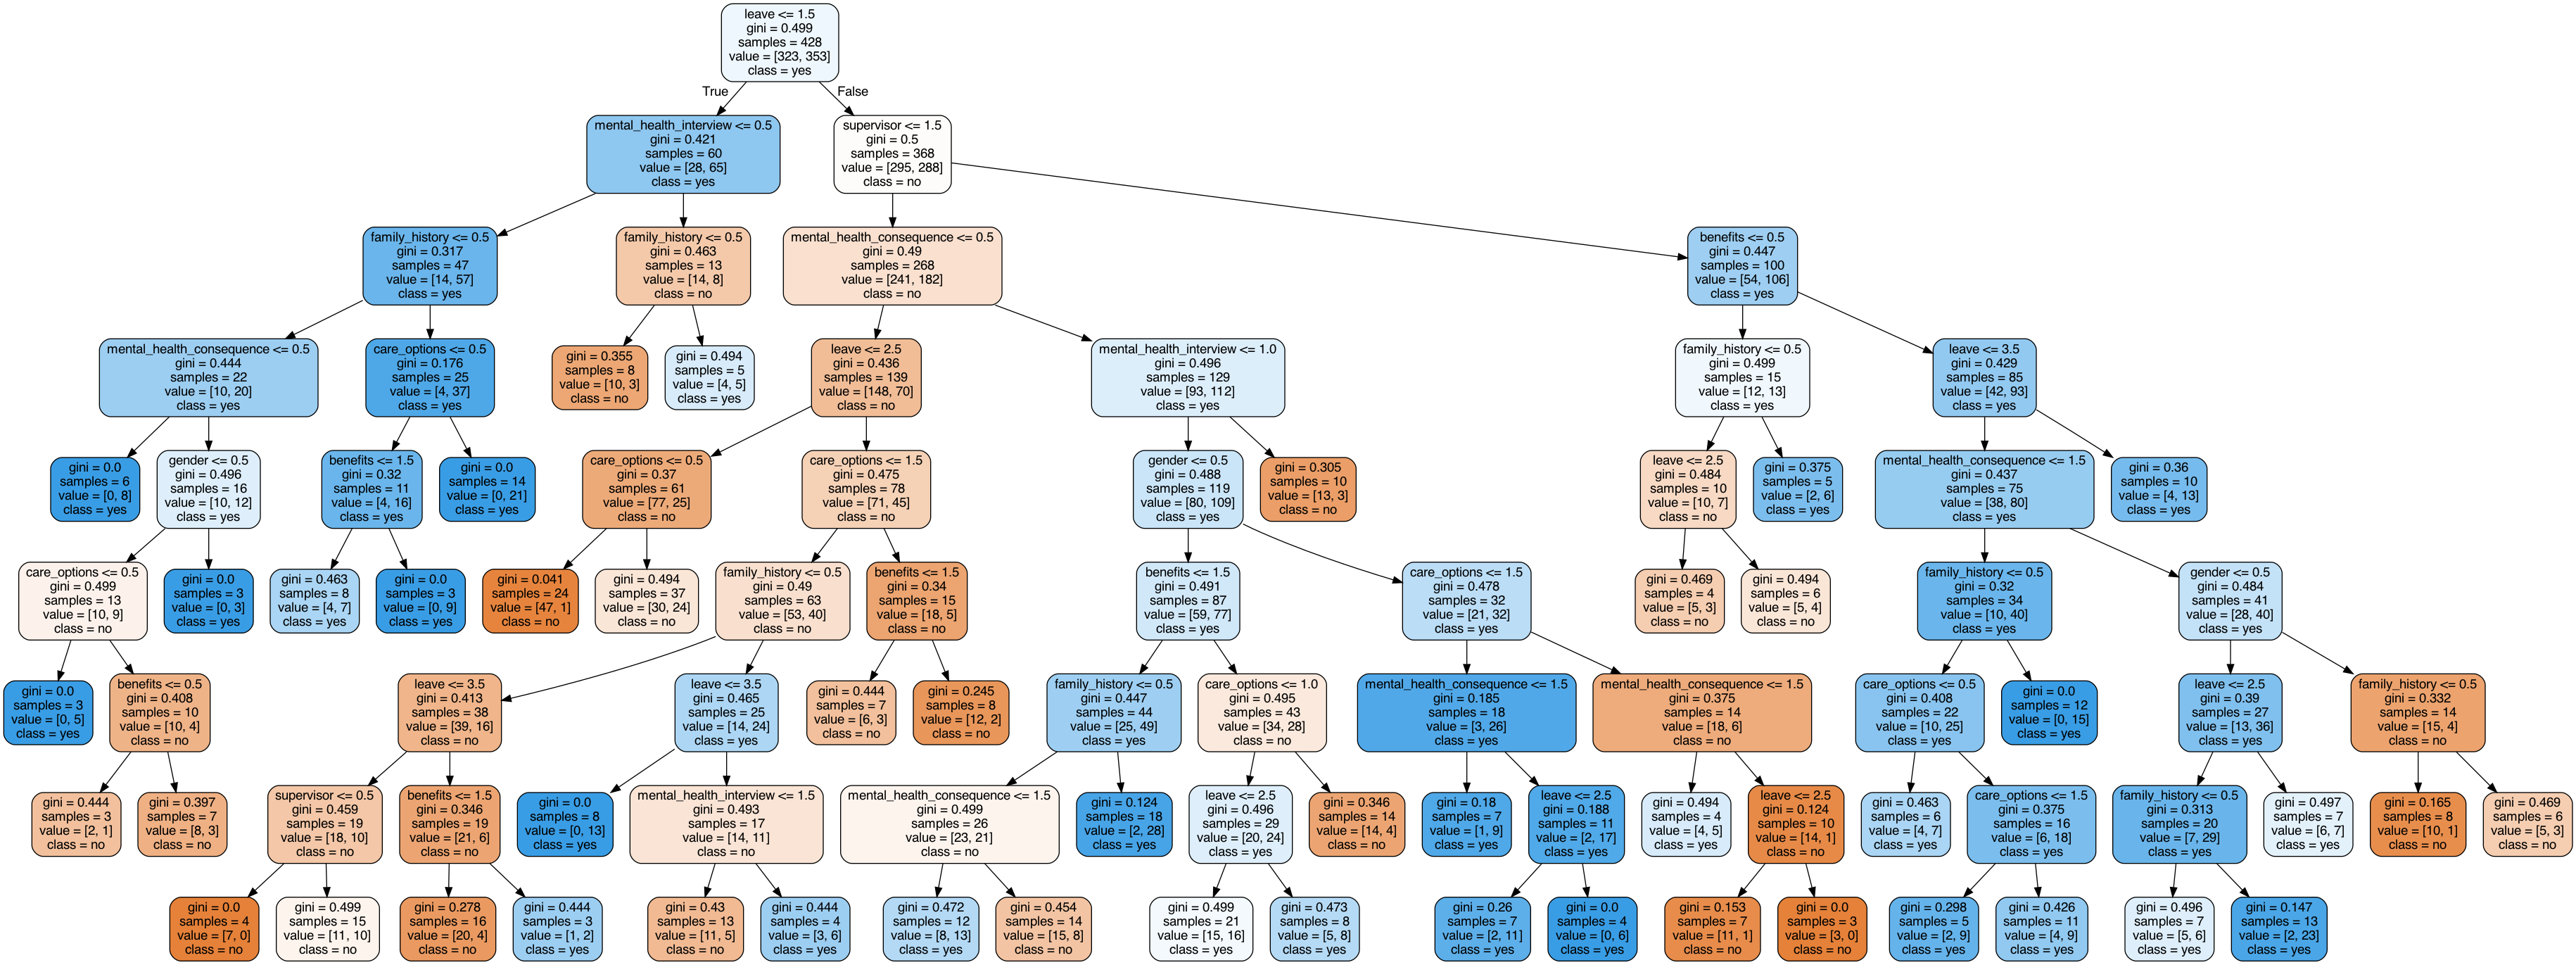 leave <= 1.5
gini = 0.499
samples = 428
value = [323, 353]
class = yes
True
False
mental_health_interview <= 0.5
gini = 0.421
samples = 60
value = [28, 65]
class = yes
supervisor <= 1.5
gini = 0.5
samples = 368
value = [295, 288]
class = no
family_history <= 0.5
gini = 0.317
samples = 47
value = [14, 57]
class = yes
family_history <= 0.5
gini = 0.463
samples = 13
value = [14, 8]
class = no
mental_health_consequence <= 0.5
gini = 0.49
samples = 268
value = [241, 182]
class = no
benefits <= 0.5
gini = 0.447
samples = 100
value = [54, 106]
class = yes
mental_health_consequence <= 0.5
gini = 0.444
samples = 22
value = [10, 20]
class = yes
care_options <= 0.5
gini = 0.176
samples = 25
value = [4, 37]
class = yes
gini = 0.355
samples = 8
value = [10, 3]
class = no
gini = 0.494
samples = 5
value = [4, 5]
class = yes
leave <= 2.5
gini = 0.436
samples = 139
value = [148, 70]
class = no
mental_health_interview <= 1.0
gini = 0.496
samples = 129
value = [93, 112]
class = yes
family_history <= 0.5
gini = 0.499
samples = 15
value = [12, 13]
class = yes
leave <= 3.5
gini = 0.429
samples = 85
value = [42, 93]
class = yes
gini = 0.0
samples = 6
value = [0, 8]
class = yes
gender <= 0.5
gini = 0.496
samples = 16
value = [10, 12]
class = yes
benefits <= 1.5
gini = 0.32
samples = 11
value = [4, 16]
class = yes
gini = 0.0
samples = 14
value = [0, 21]
class = yes
care_options <= 0.5
gini = 0.37
samples = 61
value = [77, 25]
class = no
care_options <= 1.5
gini = 0.475
samples = 78
value = [71, 45]
class = no
gender <= 0.5
gini = 0.488
samples = 119
value = [80, 109]
class = yes
gini = 0.305
samples = 10
value = [13, 3]
class = no
leave <= 2.5
gini = 0.484
samples = 10
value = [10, 7]
class = no
gini = 0.375
samples = 5
value = [2, 6]
class = yes
mental_health_consequence <= 1.5
gini = 0.437
samples = 75
value = [38, 80]
class = yes
gini = 0.36
samples = 10
value = [4, 13]
class = yes
care_options <= 0.5
gini = 0.499
samples = 13
value = [10, 9]
class = no
gini = 0.0
samples = 3
value = [0, 3]
class = yes
gini = 0.463
samples = 8
value = [4, 7]
class = yes
gini = 0.0
samples = 3
value = [0, 9]
class = yes
gini = 0.041
samples = 24
value = [47, 1]
class = no
gini = 0.494
samples = 37
value = [30, 24]
class = no
family_history <= 0.5
gini = 0.49
samples = 63
value = [53, 40]
class = no
benefits <= 1.5
gini = 0.34
samples = 15
value = [18, 5]
class = no
benefits <= 1.5
gini = 0.491
samples = 87
value = [59, 77]
class = yes
care_options <= 1.5
gini = 0.478
samples = 32
value = [21, 32]
class = yes
gini = 0.469
samples = 4
value = [5, 3]
class = no
gini = 0.494
samples = 6
value = [5, 4]
class = no
family_history <= 0.5
gini = 0.32
samples = 34
value = [10, 40]
class = yes
gender <= 0.5
gini = 0.484
samples = 41
value = [28, 40]
class = yes
gini = 0.0
samples = 3
value = [0, 5]
class = yes
benefits <= 0.5
gini = 0.408
samples = 10
value = [10, 4]
class = no
leave <= 3.5
gini = 0.413
samples = 38
value = [39, 16]
class = no
leave <= 3.5
gini = 0.465
samples = 25
value = [14, 24]
class = yes
gini = 0.444
samples = 7
value = [6, 3]
class = no
gini = 0.245
samples = 8
value = [12, 2]
class = no
family_history <= 0.5
gini = 0.447
samples = 44
value = [25, 49]
class = yes
care_options <= 1.0
gini = 0.495
samples = 43
value = [34, 28]
class = no
mental_health_consequence <= 1.5
gini = 0.185
samples = 18
value = [3, 26]
class = yes
mental_health_consequence <= 1.5
gini = 0.375
samples = 14
value = [18, 6]
class = no
care_options <= 0.5
gini = 0.408
samples = 22
value = [10, 25]
class = yes
gini = 0.0
samples = 12
value = [0, 15]
class = yes
leave <= 2.5
gini = 0.39
samples = 27
value = [13, 36]
class = yes
family_history <= 0.5
gini = 0.332
samples = 14
value = [15, 4]
class = no
gini = 0.444
samples = 3
value = [2, 1]
class = no
gini = 0.397
samples = 7
value = [8, 3]
class = no
supervisor <= 0.5
gini = 0.459
samples = 19
value = [18, 10]
class = no
benefits <= 1.5
gini = 0.346
samples = 19
value = [21, 6]
class = no
gini = 0.0
samples = 8
value = [0, 13]
class = yes
mental_health_interview <= 1.5
gini = 0.493
samples = 17
value = [14, 11]
class = no
mental_health_consequence <= 1.5
gini = 0.499
samples = 26
value = [23, 21]
class = no
gini = 0.124
samples = 18
value = [2, 28]
class = yes
leave <= 2.5
gini = 0.496
samples = 29
value = [20, 24]
class = yes
gini = 0.346
samples = 14
value = [14, 4]
class = no
gini = 0.18
samples = 7
value = [1, 9]
class = yes
leave <= 2.5
gini = 0.188
samples = 11
value = [2, 17]
class = yes
gini = 0.494
samples = 4
value = [4, 5]
class = yes
leave <= 2.5
gini = 0.124
samples = 10
value = [14, 1]
class = no
gini = 0.463
samples = 6
value = [4, 7]
class = yes
care_options <= 1.5
gini = 0.375
samples = 16
value = [6, 18]
class = yes
family_history <= 0.5
gini = 0.313
samples = 20
value = [7, 29]
class = yes
gini = 0.497
samples = 7
value = [6, 7]
class = yes
gini = 0.165
samples = 8
value = [10, 1]
class = no
gini = 0.469
samples = 6
value = [5, 3]
class = no
gini = 0.0
samples = 4
value = [7, 0]
class = no
gini = 0.499
samples = 15
value = [11, 10]
class = no
gini = 0.278
samples = 16
value = [20, 4]
class = no
gini = 0.444
samples = 3
value = [1, 2]
class = yes
gini = 0.43
samples = 13
value = [11, 5]
class = no
gini = 0.444
samples = 4
value = [3, 6]
class = yes
gini = 0.472
samples = 12
value = [8, 13]
class = yes
gini = 0.454
samples = 14
value = [15, 8]
class = no
gini = 0.499
samples = 21
value = [15, 16]
class = yes
gini = 0.473
samples = 8
value = [5, 8]
class = yes
gini = 0.26
samples = 7
value = [2, 11]
class = yes
gini = 0.0
samples = 4
value = [0, 6]
class = yes
gini = 0.153
samples = 7
value = [11, 1]
class = no
gini = 0.0
samples = 3
value = [3, 0]
class = no
gini = 0.298
samples = 5
value = [2, 9]
class = yes
gini = 0.426
samples = 11
value = [4, 9]
class = yes
gini = 0.496
samples = 7
value = [5, 6]
class = yes
gini = 0.147
samples = 13
value = [2, 23]
class = yes